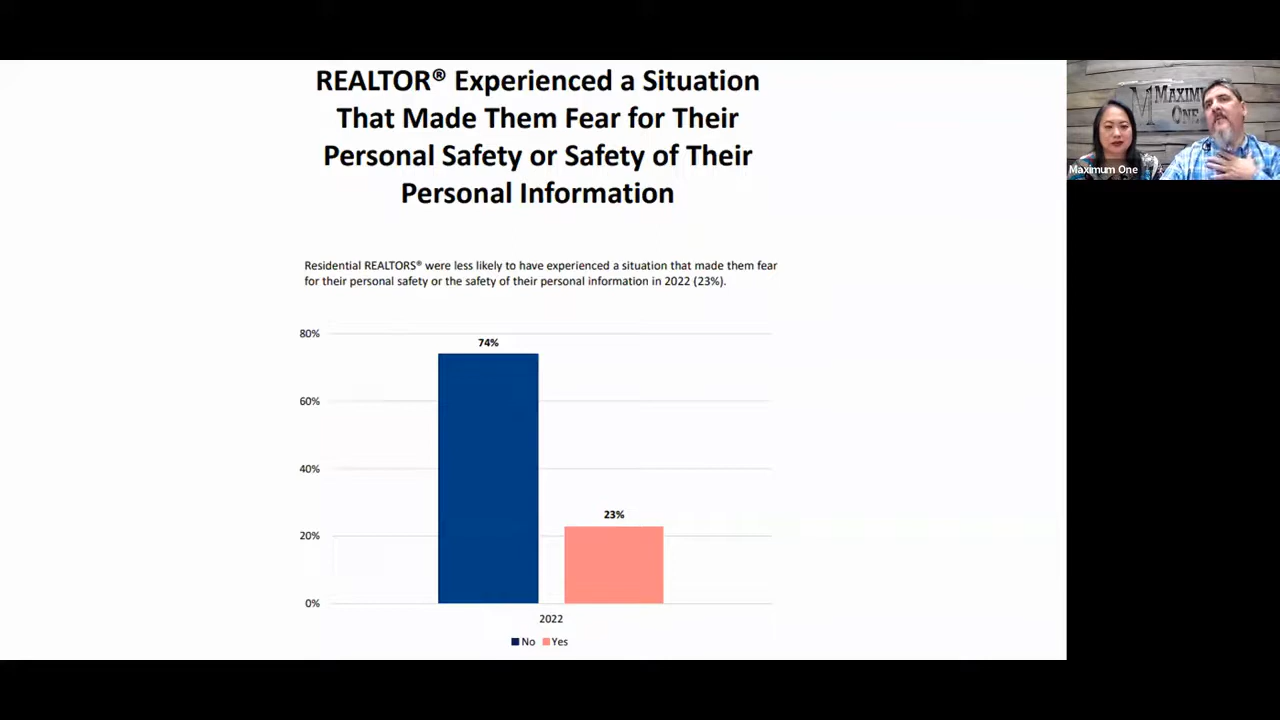 REALTOR® Experienced a Situation
That Made Them Fear for Their
Personal Safety or Safety of Their
Personal Information
Residential REALTORS® were less likely to have experienced a situation that made them fear
for their personal safety or the safety of their personal information in 2022 (23%).
80%
74%
60%
40%
23%
20%
0%
2022
No Yes
MAXIMUM
ONE
Maximum One